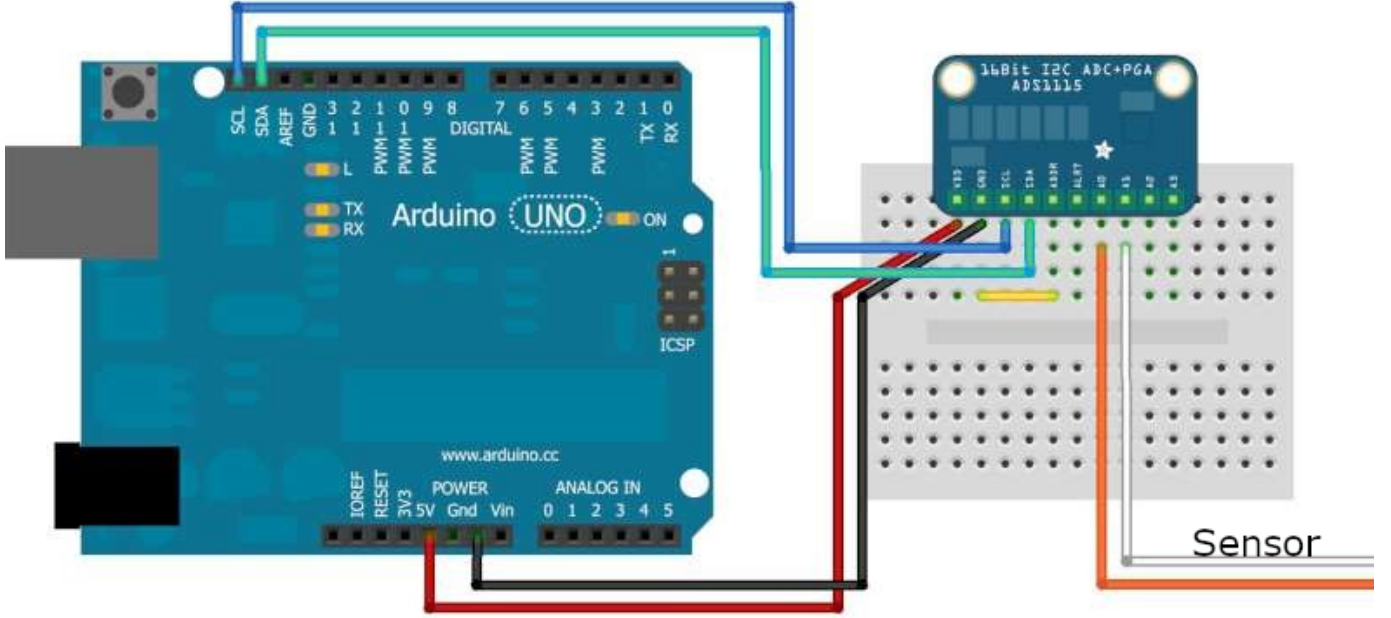 16Bit I2C ADC+PGA
ADS1115
VDD GND SCL SDA ADDR ALRT A0 A1 A2 A3
SCL SDA AREF GND 13 12 11 10 9 8 7 6 5 4 3 2 1 0
PWM PWM PWM PWM PWM PWM TX RX
DIGITAL
L
TX
RX
Arduino UNO ON
1
ICSP
www.arduino.cc
POWER ANALOG IN
IOREF RESET 3V3 5V Gnd Vin 0 1 2 3 4 5
Sensor